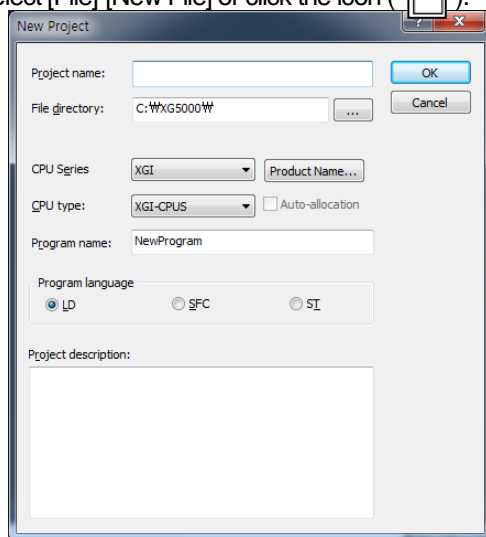 elect [File]-[New File] or click the icon ( ).
New Project
Project name:
OK
File directory: C:₩XG5000₩ ...
Cancel
CPU Series XGI Product Name...
CPU type: XGI-CPUS Auto-allocation
Program name: NewProgram
Program language
LD SFC ST
Project description: